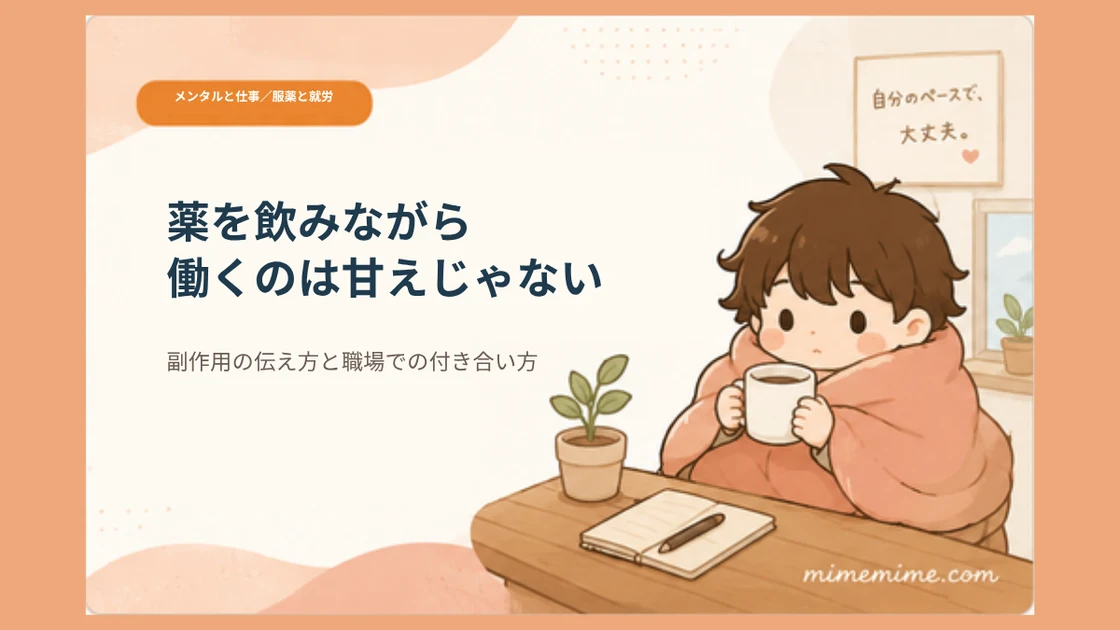 メンタルと仕事／服薬と就労
自分のペースで、
大丈夫。
薬を飲みながら
働くのは甘えじゃない
副作用の伝え方と職場での付き合い方
mimemime.com